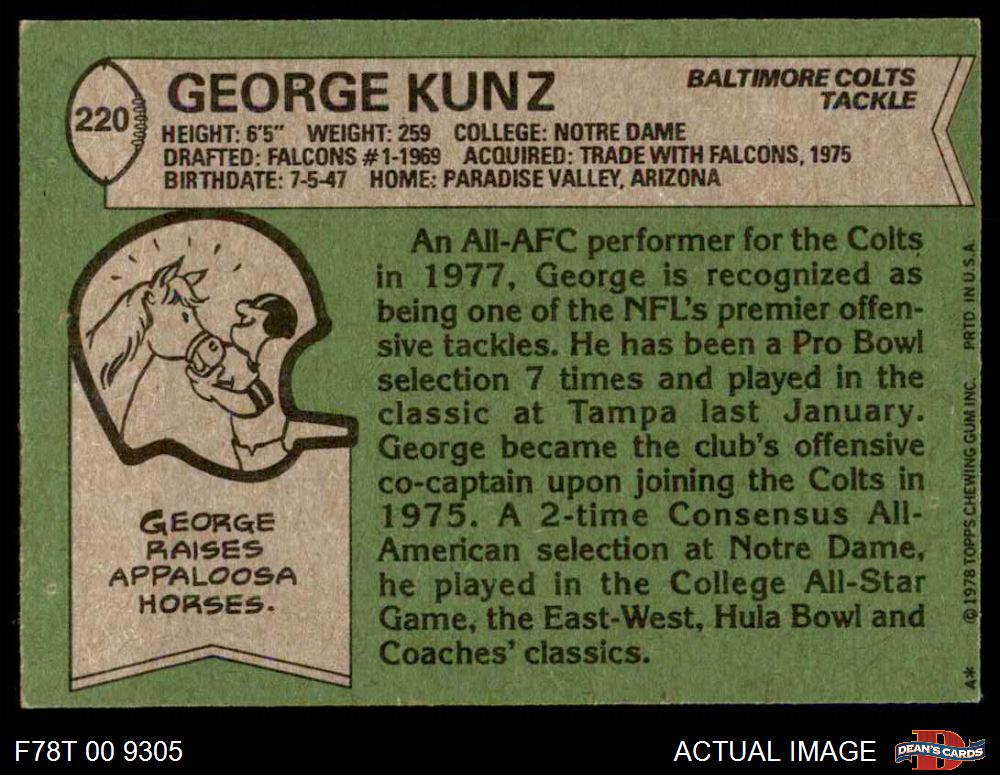 220
GEORGE KUNZ
BALTIMORE COLTS
TACKLE
HEIGHT: 6'5" WEIGHT: 259 COLLEGE: NOTRE DAME
DRAFTED: FALCONS #1-1969 ACQUIRED: TRADE WITH FALCONS, 1975
BIRTHDATE: 7-5-47 HOME: PARADISE VALLEY, ARIZONA
An All-AFC performer for the Colts
in 1977, George is recognized as
being one of the NFL's premier offen-
sive tackles. He has been a Pro Bowl
selection 7 times and played in the
classic at Tampa last January.
George became the club's offensive
co-captain upon joining the Colts in
1975. A 2-time Consensus All-
American selection at Notre Dame,
he played in the College All-Star
Game, the East-West, Hula Bowl and
Coaches' classics.
GEORGE
RAISES
APPALOOSA
HORSES.
A* ©1978 TOPPS CHEWING GUM INC. PRTD. IN U.S.A.
F78T 00 9305
ACTUAL IMAGE
D
DEAN'S CARDS